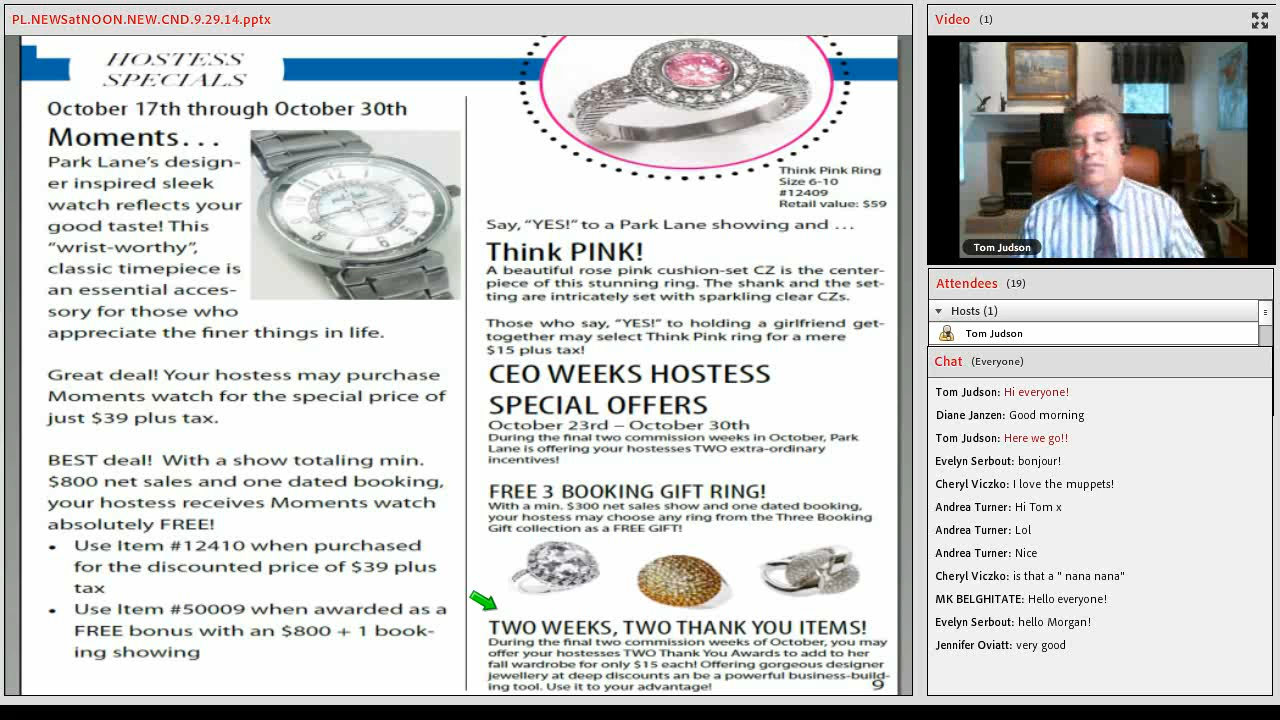 PL.NEWSatNOON.NEW.CND.9.29.14.pptx
HOSTESS
SPECIALS
October 17th through October 30th
Moments...
Park Lane's design-
er inspired sleek
watch reflects your
good taste! This
"wrist-worthy",
classic timepiece is
an essential acces-
sory for those who
appreciate the finer things in life.
Great deal! Your hostess may purchase
Moments watch for the special price of
just $39 plus tax.
BEST deal! With a show totaling min.
$800 net sales and one dated booking,
your hostess receives Moments watch
absolutely FREE!
• Use Item #12410 when purchased
for the discounted price of $39 plus
tax
• Use Item #50009 when awarded as a
FREE bonus with an $800 + 1 book-
ing showing
Think Pink Ring
Size 6-10
#12409
Retail value: $59
Say, "YES!" to a Park Lane showing and ...
Think PINK!
A beautiful rose pink cushion-set CZ is the center-
piece of this stunning ring. The shank and the set-
ting are intricately set with sparkling clear CZs.
Those who say, "YES!" to holding a girlfriend get-
together may select Think Pink ring for a mere
$15 plus tax!
CEO WEEKS HOSTESS
SPECIAL OFFERS
October 23rd – October 30th
During the final two commission weeks in October, Park
Lane is offering your hostesses TWO extra-ordinary
incentives!
FREE 3 BOOKING GIFT RING!
With a min. $300 net sales show and one dated booking,
your hostess may choose any ring from the Three Booking
Gift collection as a FREE GIFT!
TWO WEEKS, TWO THANK YOU ITEMS!
During the final two commission weeks of October, you may
offer your hostesses TWO Thank You Awards to add to her
fall wardrobe for only $15 each! Offering gorgeous designer
jewellery at deep discounts an be a powerful business-build-
ing tool. Use it to your advantage!
9
Video (1)
Tom Judson
Attendees (19)
Hosts (1)
Tom Judson
Chat (Everyone)
Tom Judson: Hi everyone!
Diane Janzen: Good morning
Tom Judson: Here we go!!
Evelyn Serbout: bonjour!
Cheryl Viczko: I love the muppets!
Andrea Turner: Hi Tom x
Andrea Turner: Lol
Andrea Turner: Nice
Cheryl Viczko: is that a " nana nana"
MK BELGHITATE: Hello everyone!
Evelyn Serbout: hello Morgan!
Jennifer Oviatt: very good